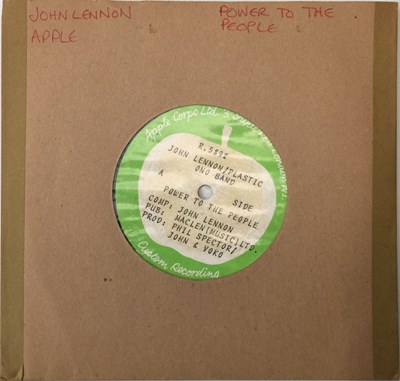 JOHN LENNON
APPLE
POWER TO THE
PEOPLE
Apple Corps Ltd. 3
R.5892
JOHN LENNON/PLASTIC
ONO BAND
A SIDE
POWER TO THE PEOPLE
COMP: JOHN LENNON
PUB: MACLEN(MUSIC)LTD.
PROD: PHIL SPECTOR/
JOHN & YOKO
Custom Recording